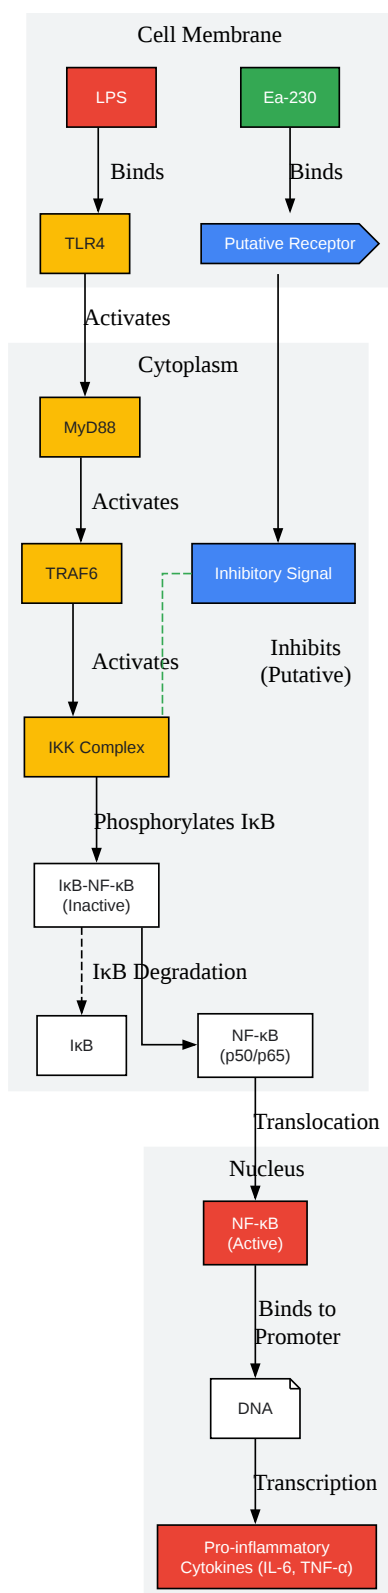 Cell Membrane
LPS
Ea-230
Binds
Binds
TLR4
Putative Receptor
Activates
Cytoplasm
MyD88
Activates
TRAF6
Inhibitory Signal
Activates
Inhibits
(Putative)
IKK Complex
Phosphorylates IκB
IκB-NF-κB
(Inactive)
IκB Degradation
IκB
NF-κB
(p50/p65)
Translocation
Nucleus
NF-κB
(Active)
Binds to
Promoter
DNA
Transcription
Pro-inflammatory
Cytokines (IL-6, TNF-α)